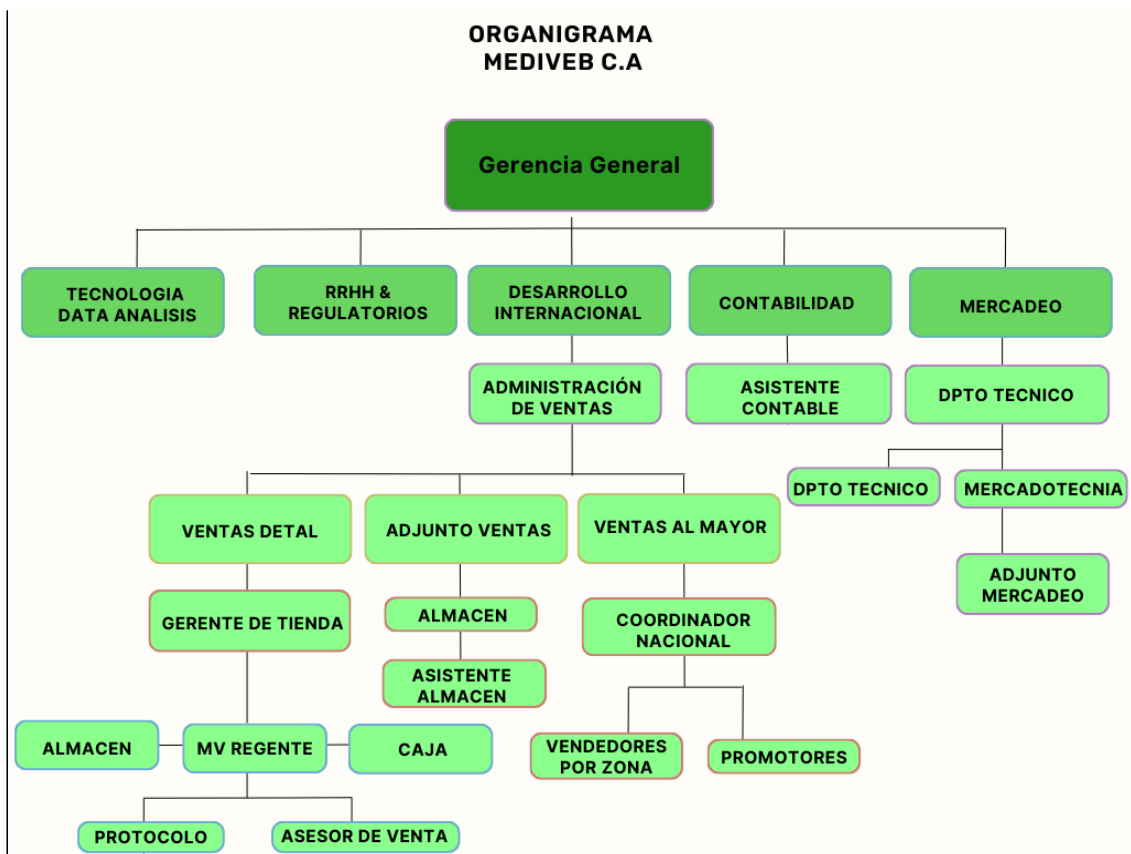 ORGANIGRAMA
MEDIVEB C.A
Gerencia General
TECNOLOGIA
DATA ANALISIS
RRHH &
REGULATORIOS
DESARROLLO
INTERNACIONAL
CONTABILIDAD
MERCADEO
ADMINISTRACIÓN
DE VENTAS
ASISTENTE
CONTABLE
DPTO TECNICO
DPTO TECNICO
MERCADOTECNIA
VENTAS DETAL
ADJUNTO VENTAS
VENTAS AL MAYOR
ADJUNTO
MERCADEO
GERENTE DE TIENDA
ALMACEN
COORDINADOR
NACIONAL
ASISTENTE
ALMACEN
ALMACEN
MV REGENTE
CAJA
VENDEDORES
POR ZONA
PROMOTORES
PROTOCOLO
ASESOR DE VENTA